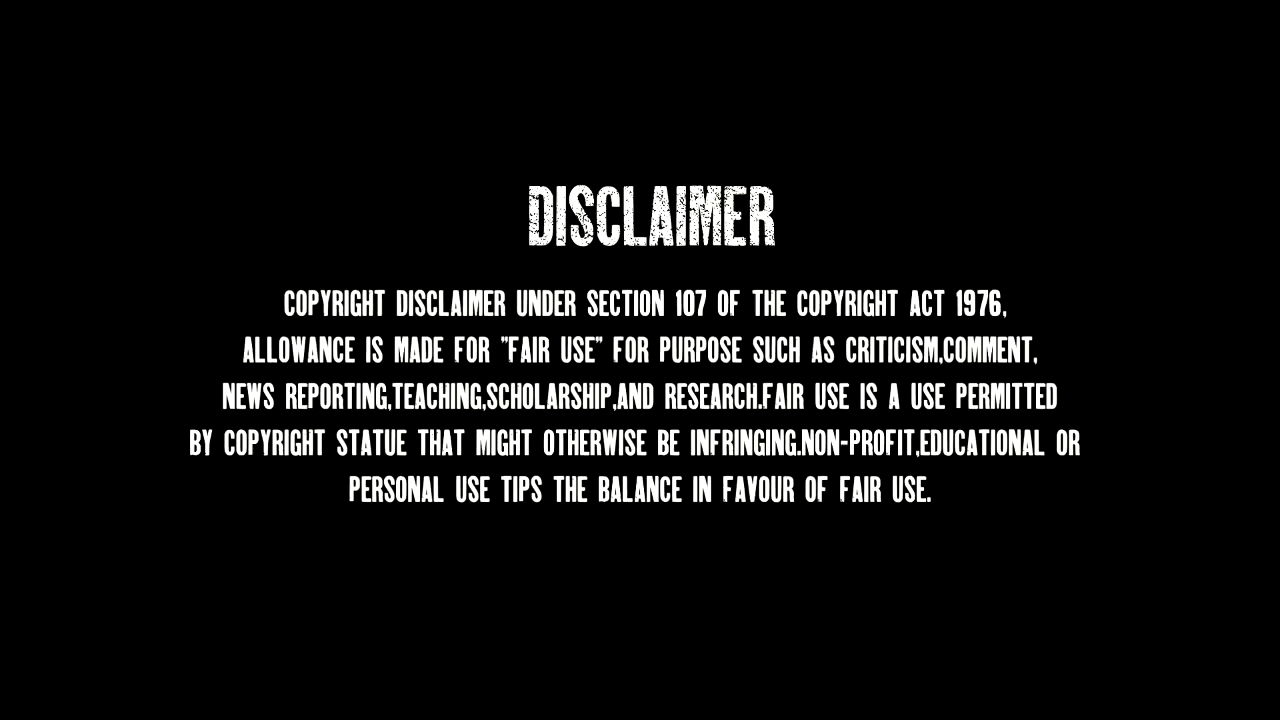 DISCLAIMER
COPYRIGHT DISCLAIMER UNDER SECTION 107 OF THE COPYRIGHT ACT 1976,
ALLOWANCE IS MADE FOR "FAIR USE" FOR PURPOSE SUCH AS CRITICISM,COMMENT,
NEWS REPORTING,TEACHING,SCHOLARSHIP,AND RESEARCH.FAIR USE IS A USE PERMITTED
BY COPYRIGHT STATUE THAT MIGHT OTHERWISE BE INFRINGING.NON-PROFIT,EDUCATIONAL OR
PERSONAL USE TIPS THE BALANCE IN FAVOUR OF FAIR USE.